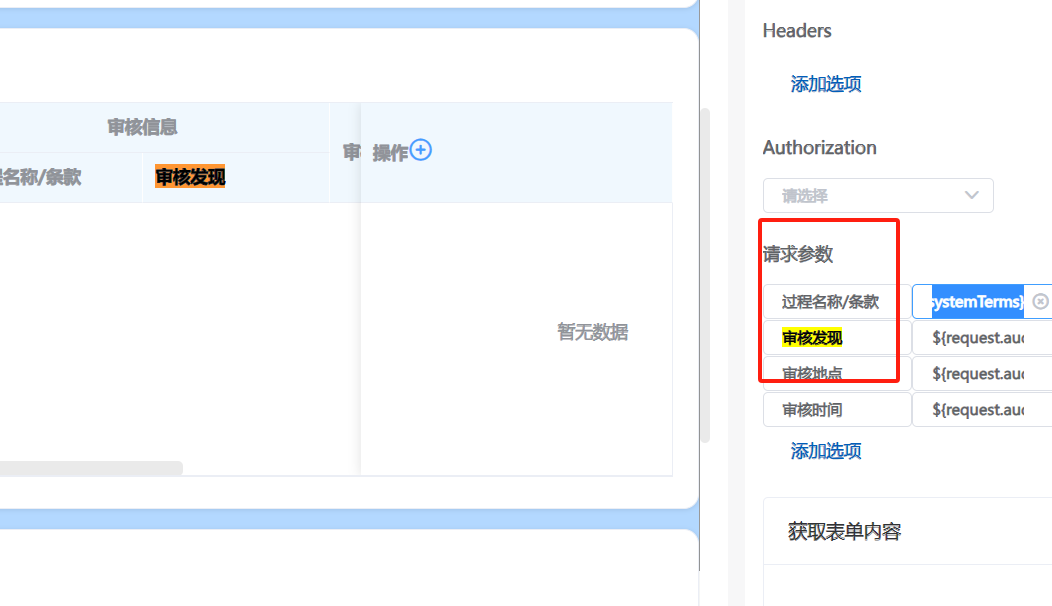 审核信息
名称/条款
审核发现
操作
暂无数据
Headers
添加选项
Authorization
请选择
请求参数
过程名称/条款
systemTerms}
审核发现
${request.auc
审核地点
${request.auc
审核时间
${request.auc
添加选项
获取表单内容